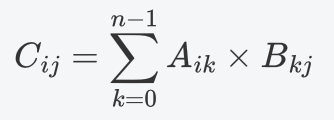 C_{ij} = \sum_{k=0}^{n-1} A_{ik} \times B_{kj}